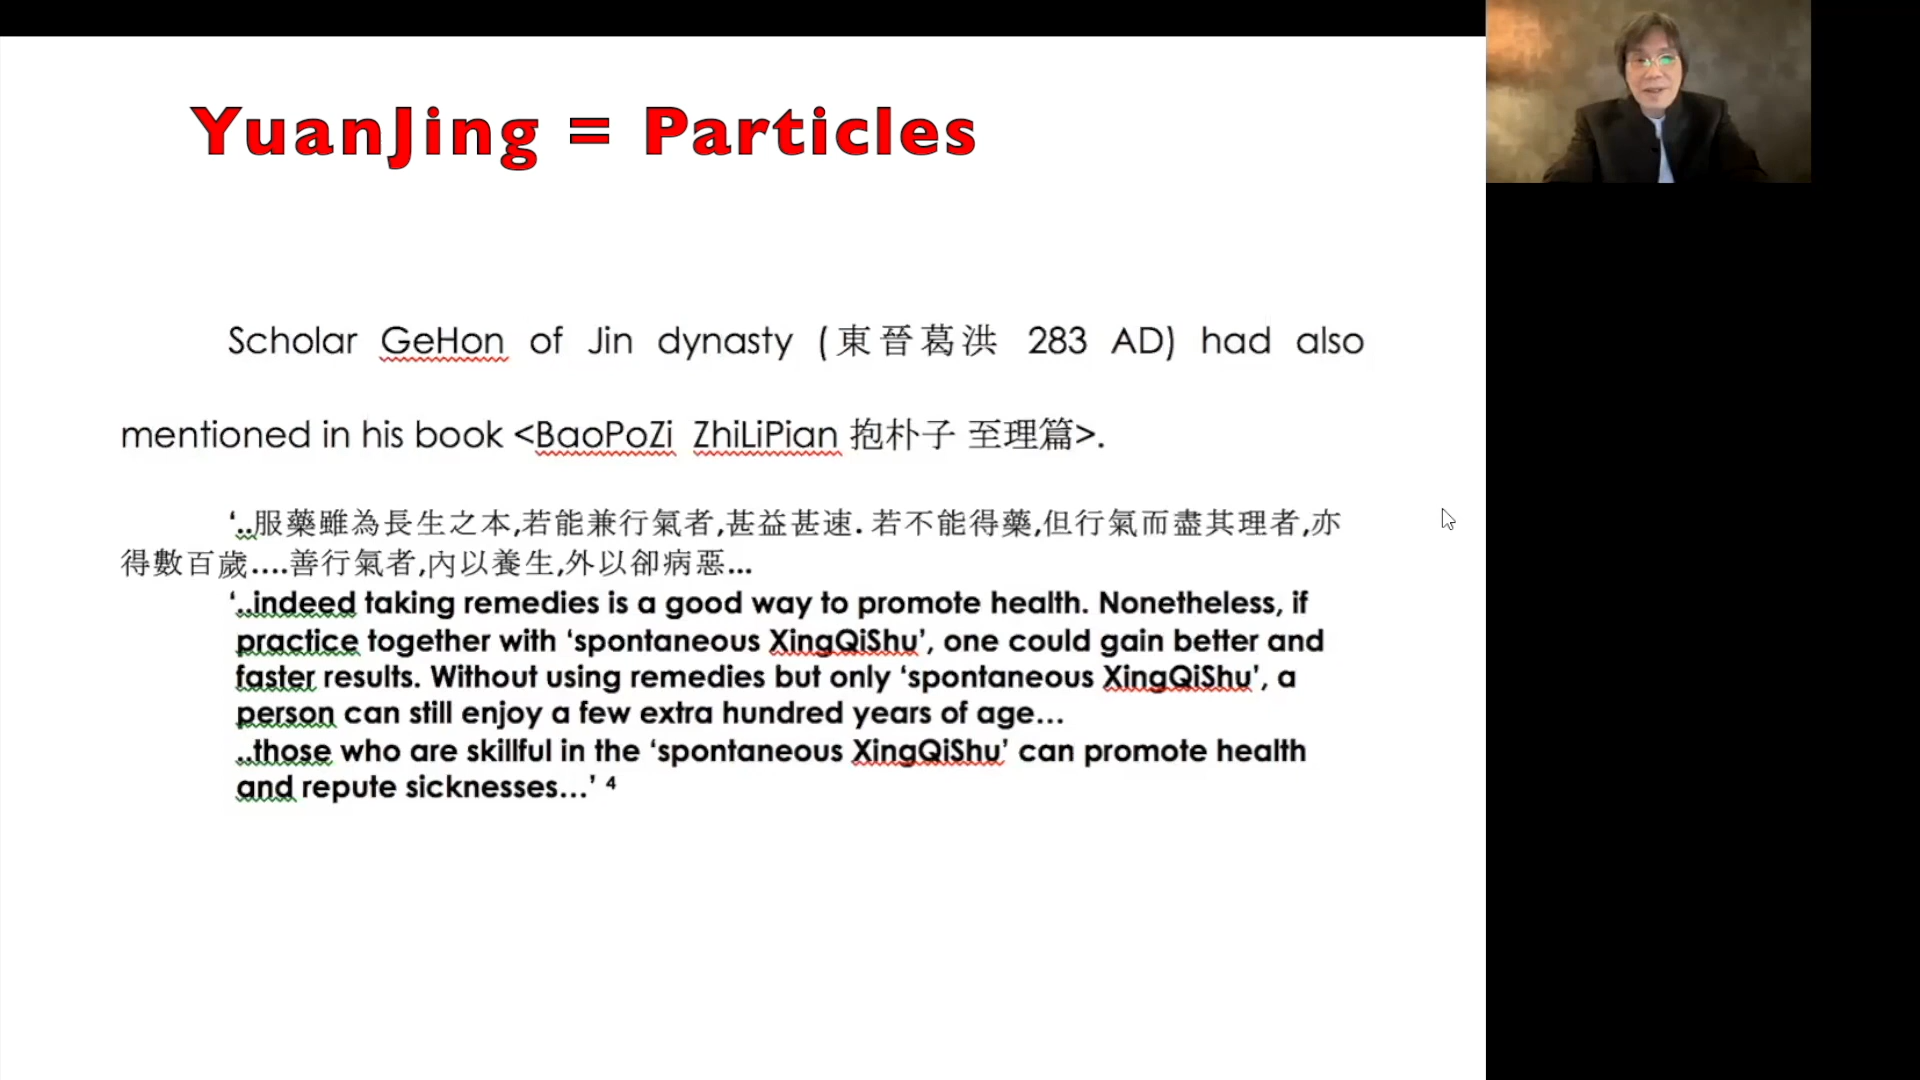 YuanJing = Particles
Scholar GeHon of Jin dynasty (東晉葛洪 283 AD) had also
mentioned in his book <BaoPoZi ZhiLiPian 抱朴子 至理篇>.
‘..服藥雖為長生之本,若能兼行氣者,甚益甚速. 若不能得藥,但行氣而盡其理者,亦
得數百歲....善行氣者,內以養生,外以卻病惡...
‘..indeed taking remedies is a good way to promote health. Nonetheless, if
practice together with ‘spontaneous XingQiShu’, one could gain better and
faster results. Without using remedies but only ‘spontaneous XingQiShu’, a
person can still enjoy a few extra hundred years of age...
..those who are skillful in the ‘spontaneous XingQiShu’ can promote health
and repute sicknesses...’ ⁴